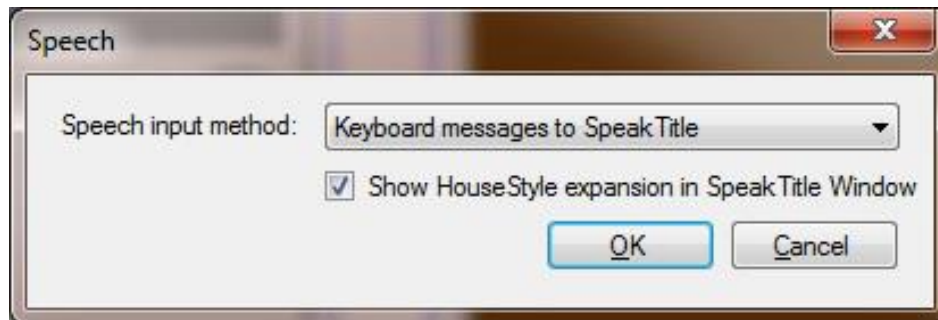 Speech
Speech input method: Keyboard messages to SpeakTitle
Show HouseStyle expansion in SpeakTitle Window
OK Cancel